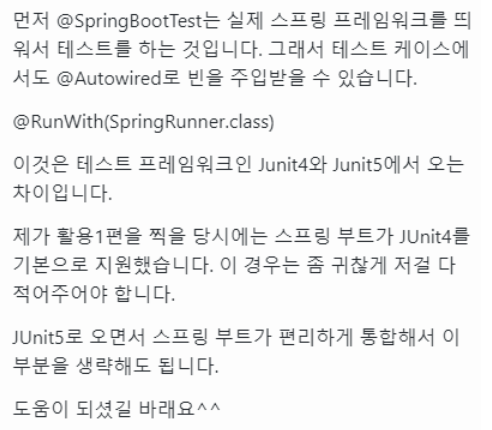 먼저 @SpringBootTest는 실제 스프링 프레임워크를 띄
워서 테스트를 하는 것입니다. 그래서 테스트 케이스에
서도 @Autowired로 빈을 주입받을 수 있습니다.
@RunWith(SpringRunner.class)
이것은 테스트 프레임워크인 Junit4와 Junit5에서 오는
차이입니다.
제가 활용1편을 찍을 당시에는 스프링 부트가 JUnit4를
기본으로 지원했습니다. 이 경우는 좀 귀찮게 저걸 다
적어주어야 합니다.
JUnit5로 오면서 스프링 부트가 편리하게 통합해서 이
부분을 생략해도 됩니다.
도움이 되셨길 바래요^^